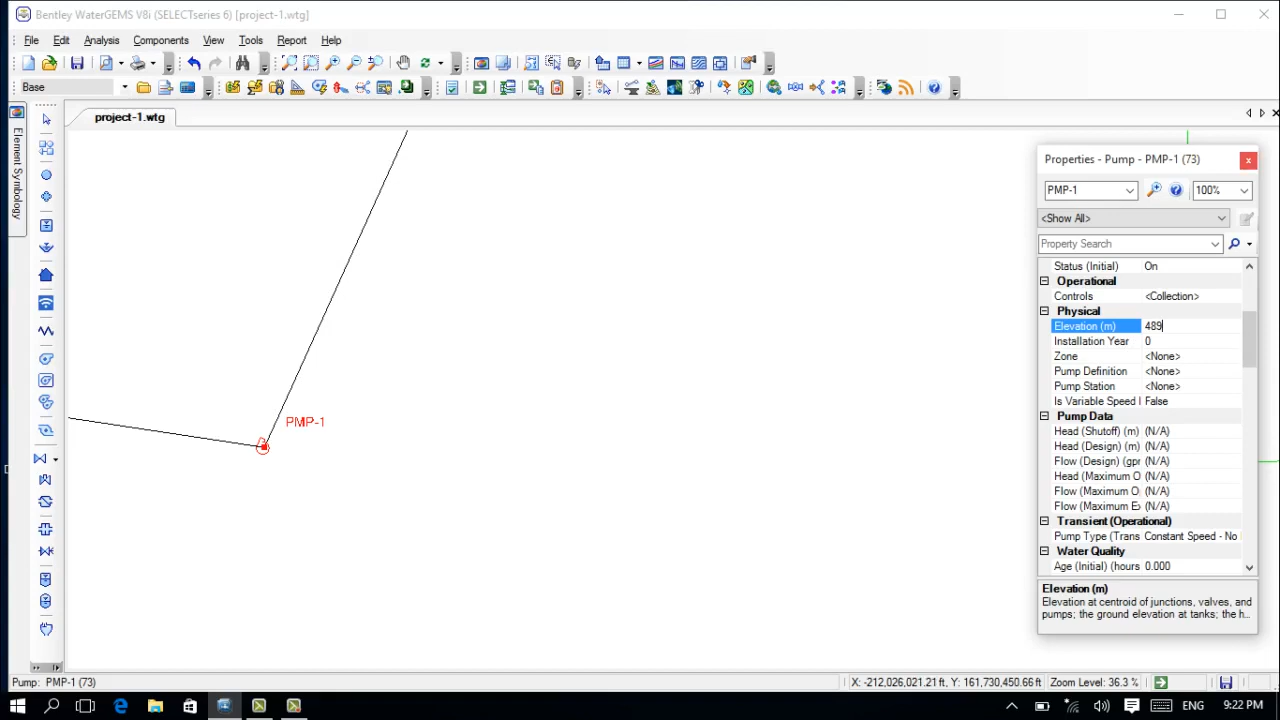 Bentley WaterGEMS V8i (SELECTseries 6) [project-1.wtg]
File Edit Analysis Components View Tools Report Help
Base
project-1.wtg
Element Symbology
PMP-1
Properties - Pump - PMP-1 (73)
PMP-1 100%
<Show All>
Property Search
Status (Initial) On
Operational
Controls <Collection>
Physical
Elevation (m) 489
Installation Year 0
Zone <None>
Pump Definition <None>
Pump Station <None>
Is Variable Speed I False
Pump Data
Head (Shutoff) (m) (N/A)
Head (Design) (m) (N/A)
Flow (Design) (gpr (N/A)
Head (Maximum O (N/A)
Flow (Maximum O (N/A)
Flow (Maximum Ex (N/A)
Transient (Operational)
Pump Type (Trans Constant Speed - No
Water Quality
Age (Initial) (hours 0.000
Elevation (m)
Elevation at centroid of junctions, valves, and
pumps; the ground elevation at tanks; the h...
Pump: PMP-1 (73) X: -212,026,021.21 ft, Y: 161,730,450.66 ft Zoom Level: 36.3 %
ENG 9:22 PM